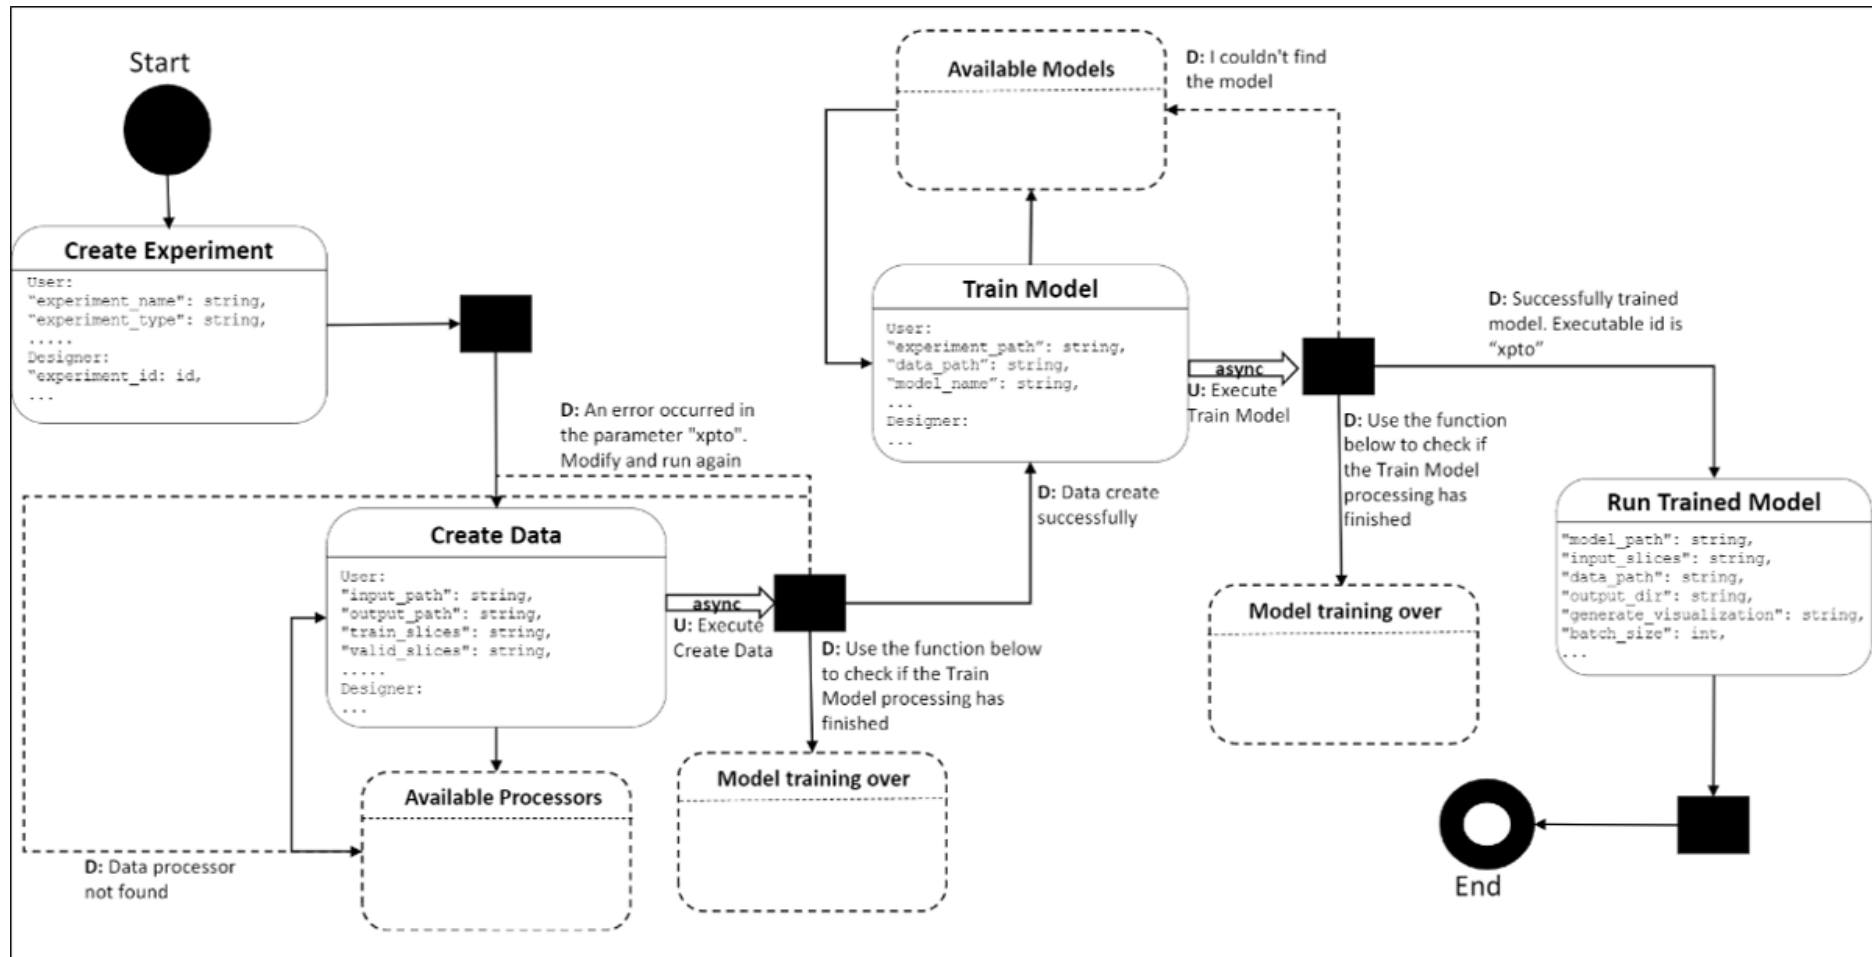 Start
Create Experiment
User:
"experiment_name": string,
"experiment_type": string,
.....
Designer:
"experiment_id: id,
...
D: An error occurred in
the parameter "xpto".
Modify and run again
Create Data
User:
"input_path": string,
"output_path": string,
"train_slices": string,
"valid_slices": string,
.....
Designer:
...
async
U: Execute
Create Data
D: Use the function below
to check if the Train
Model processing has
finished
Model training over
Available Processors
D: Data processor
not found
D: Data create
successfully
Available Models
D: I couldn't find
the model
Train Model
User:
"experiment_path": string,
"data_path": string,
"model_name": string,
...
Designer:
...
async
U: Execute
Train Model
D: Use the function
below to check if
the Train Model
processing has
finished
Model training over
D: Successfully trained
model. Executable id is
"xpto"
Run Trained Model
"model_path": string,
"input_slices": string,
"data_path": string,
"output_dir": string,
"generate_visualization": string,
"batch_size": int,
...
End